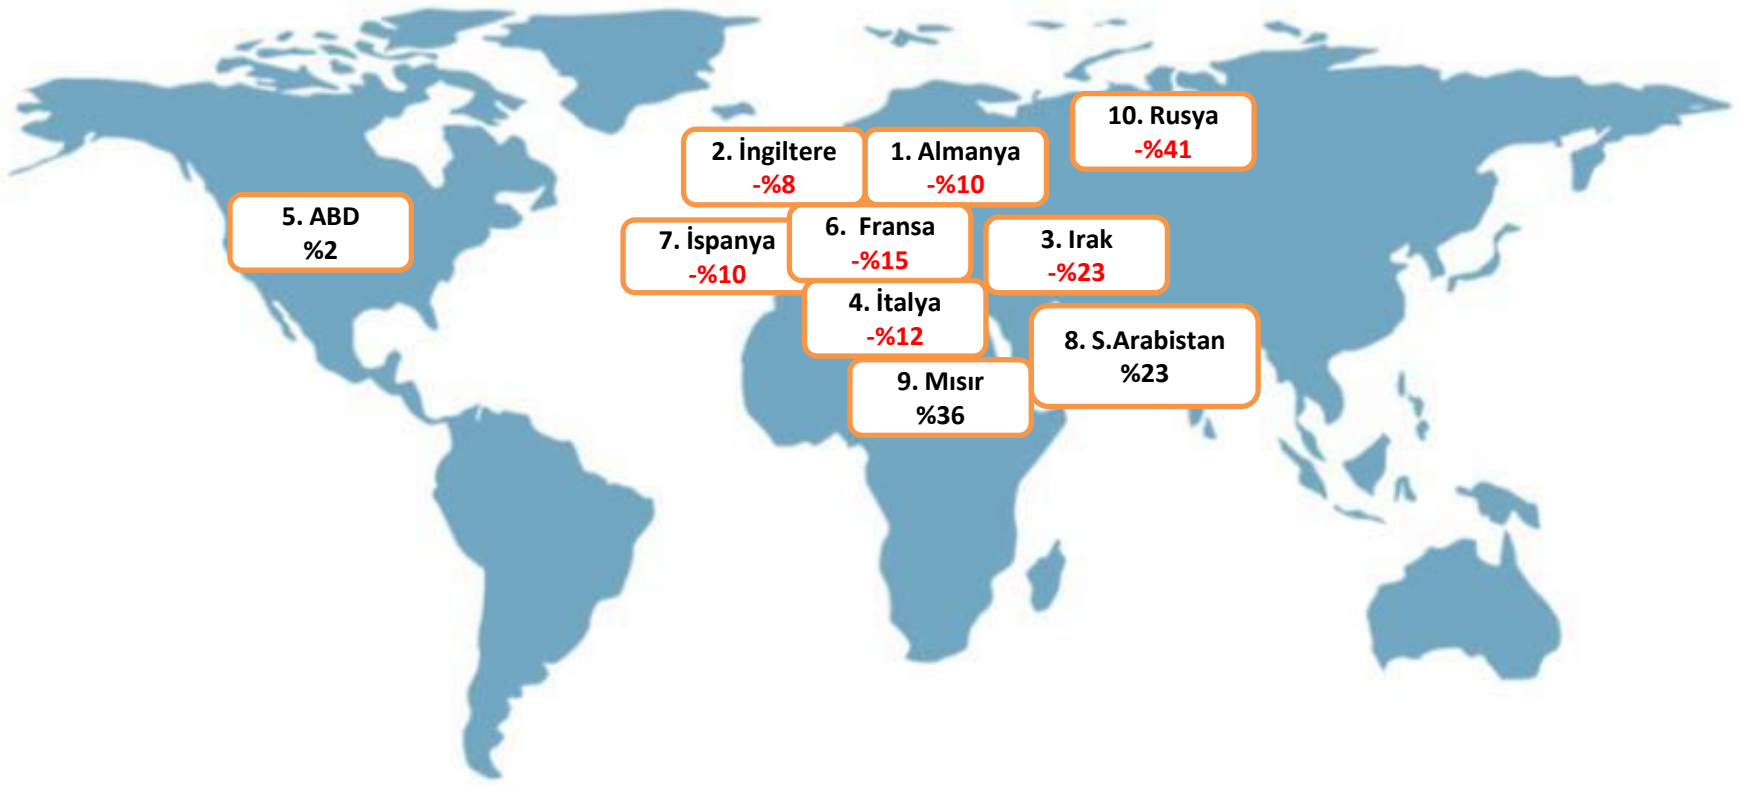 10. Rusya
-%41
2. İngiltere
-%8
1. Almanya
-%10
5. ABD
%2
7. İspanya
-%10
6. Fransa
-%15
3. Irak
-%23
4. İtalya
-%12
8. S.Arabistan
%23
9. Mısır
%36